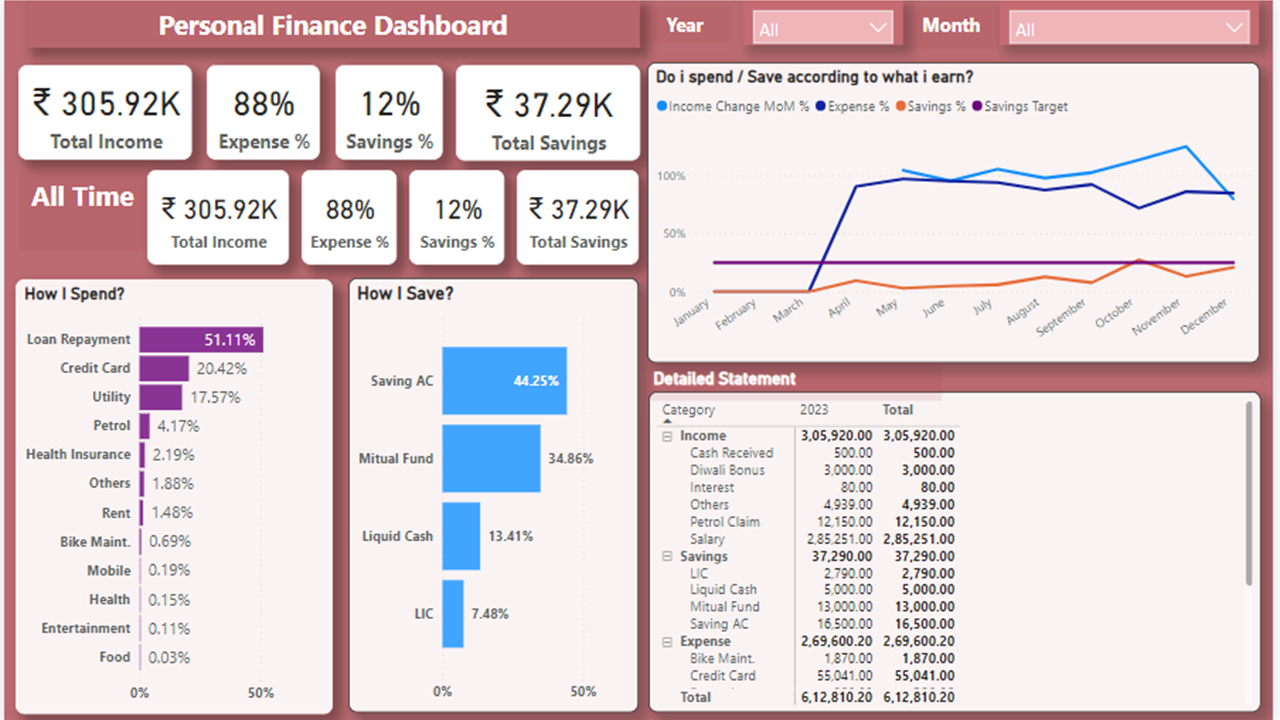 Personal Finance Dashboard
Year
All
Month
All
₹ 305.92K
Total Income
88%
Expense %
12%
Savings %
₹ 37.29K
Total Savings
All Time
₹ 305.92K
Total Income
88%
Expense %
12%
Savings %
₹ 37.29K
Total Savings
How I Spend?
Loan Repayment 51.11%
Credit Card 20.42%
Utility 17.57%
Petrol 4.17%
Health Insurance 2.19%
Others 1.88%
Rent 1.48%
Bike Maint. 0.69%
Mobile 0.19%
Health 0.15%
Entertainment 0.11%
Food 0.03%
0% 50%
How I Save?
Saving AC 44.25%
Mitual Fund 34.86%
Liquid Cash 13.41%
LIC 7.48%
0% 50%
Do i spend / Save according to what i earn?
Income Change MoM % Expense % Savings % Savings Target
100%
50%
0%
January February March April May June July August September October November December
Detailed Statement
Category 2023 Total
Income 3,05,920.00 3,05,920.00
Cash Received 500.00 500.00
Diwali Bonus 3,000.00 3,000.00
Interest 80.00 80.00
Others 4,939.00 4,939.00
Petrol Claim 12,150.00 12,150.00
Salary 2,85,251.00 2,85,251.00
Savings 37,290.00 37,290.00
LIC 2,790.00 2,790.00
Liquid Cash 5,000.00 5,000.00
Mitual Fund 13,000.00 13,000.00
Saving AC 16,500.00 16,500.00
Expense 2,69,600.20 2,69,600.20
Bike Maint. 1,870.00 1,870.00
Credit Card 55,041.00 55,041.00
Total 6,12,810.20 6,12,810.20